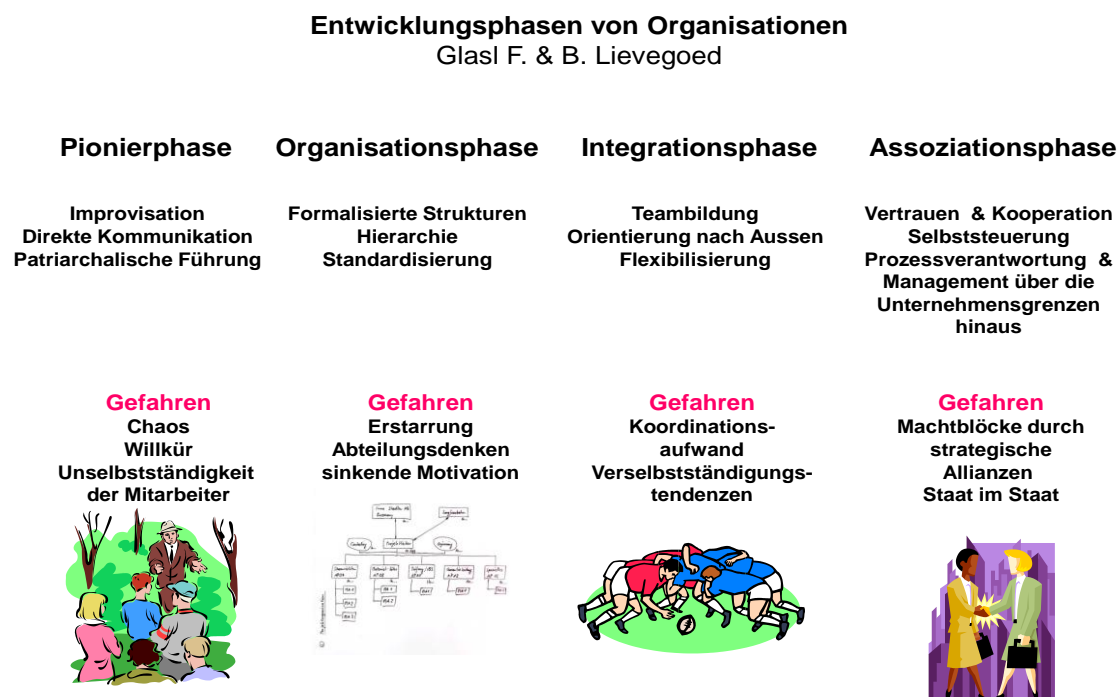 Entwicklungsphasen von Organisationen
Glasl F. & B. Lievegoed
Pionierphase
Improvisation
Direkte Kommunikation
Patriarchalische Führung
Gefahren
Chaos
Willkür
Unselbstständigkeit
der Mitarbeiter
Organisationsphase
Formalisierte Strukturen
Hierarchie
Standardisierung
Gefahren
Erstarrung
Abteilungsdenken
sinkende Motivation
Integrationsphase
Teambildung
Orientierung nach Aussen
Flexibilisierung
Gefahren
Koordinations-
aufwand
Verselbstständigungs-
tendenzen
Assoziationsphase
Vertrauen & Kooperation
Selbststeuerung
Prozessverantwortung &
Management über die
Unternehmensgrenzen
hinaus
Gefahren
Machtblöcke durch
strategische
Allianzen
Staat im Staat